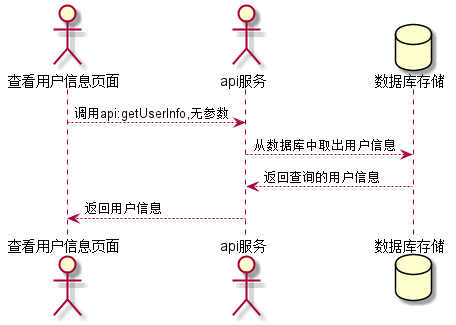 查看用户信息页面
api服务
数据库存储
调用api:getUserInfo,无参数
从数据库中取出用户信息
返回查询的用户信息
返回用户信息
查看用户信息页面
api服务
数据库存储